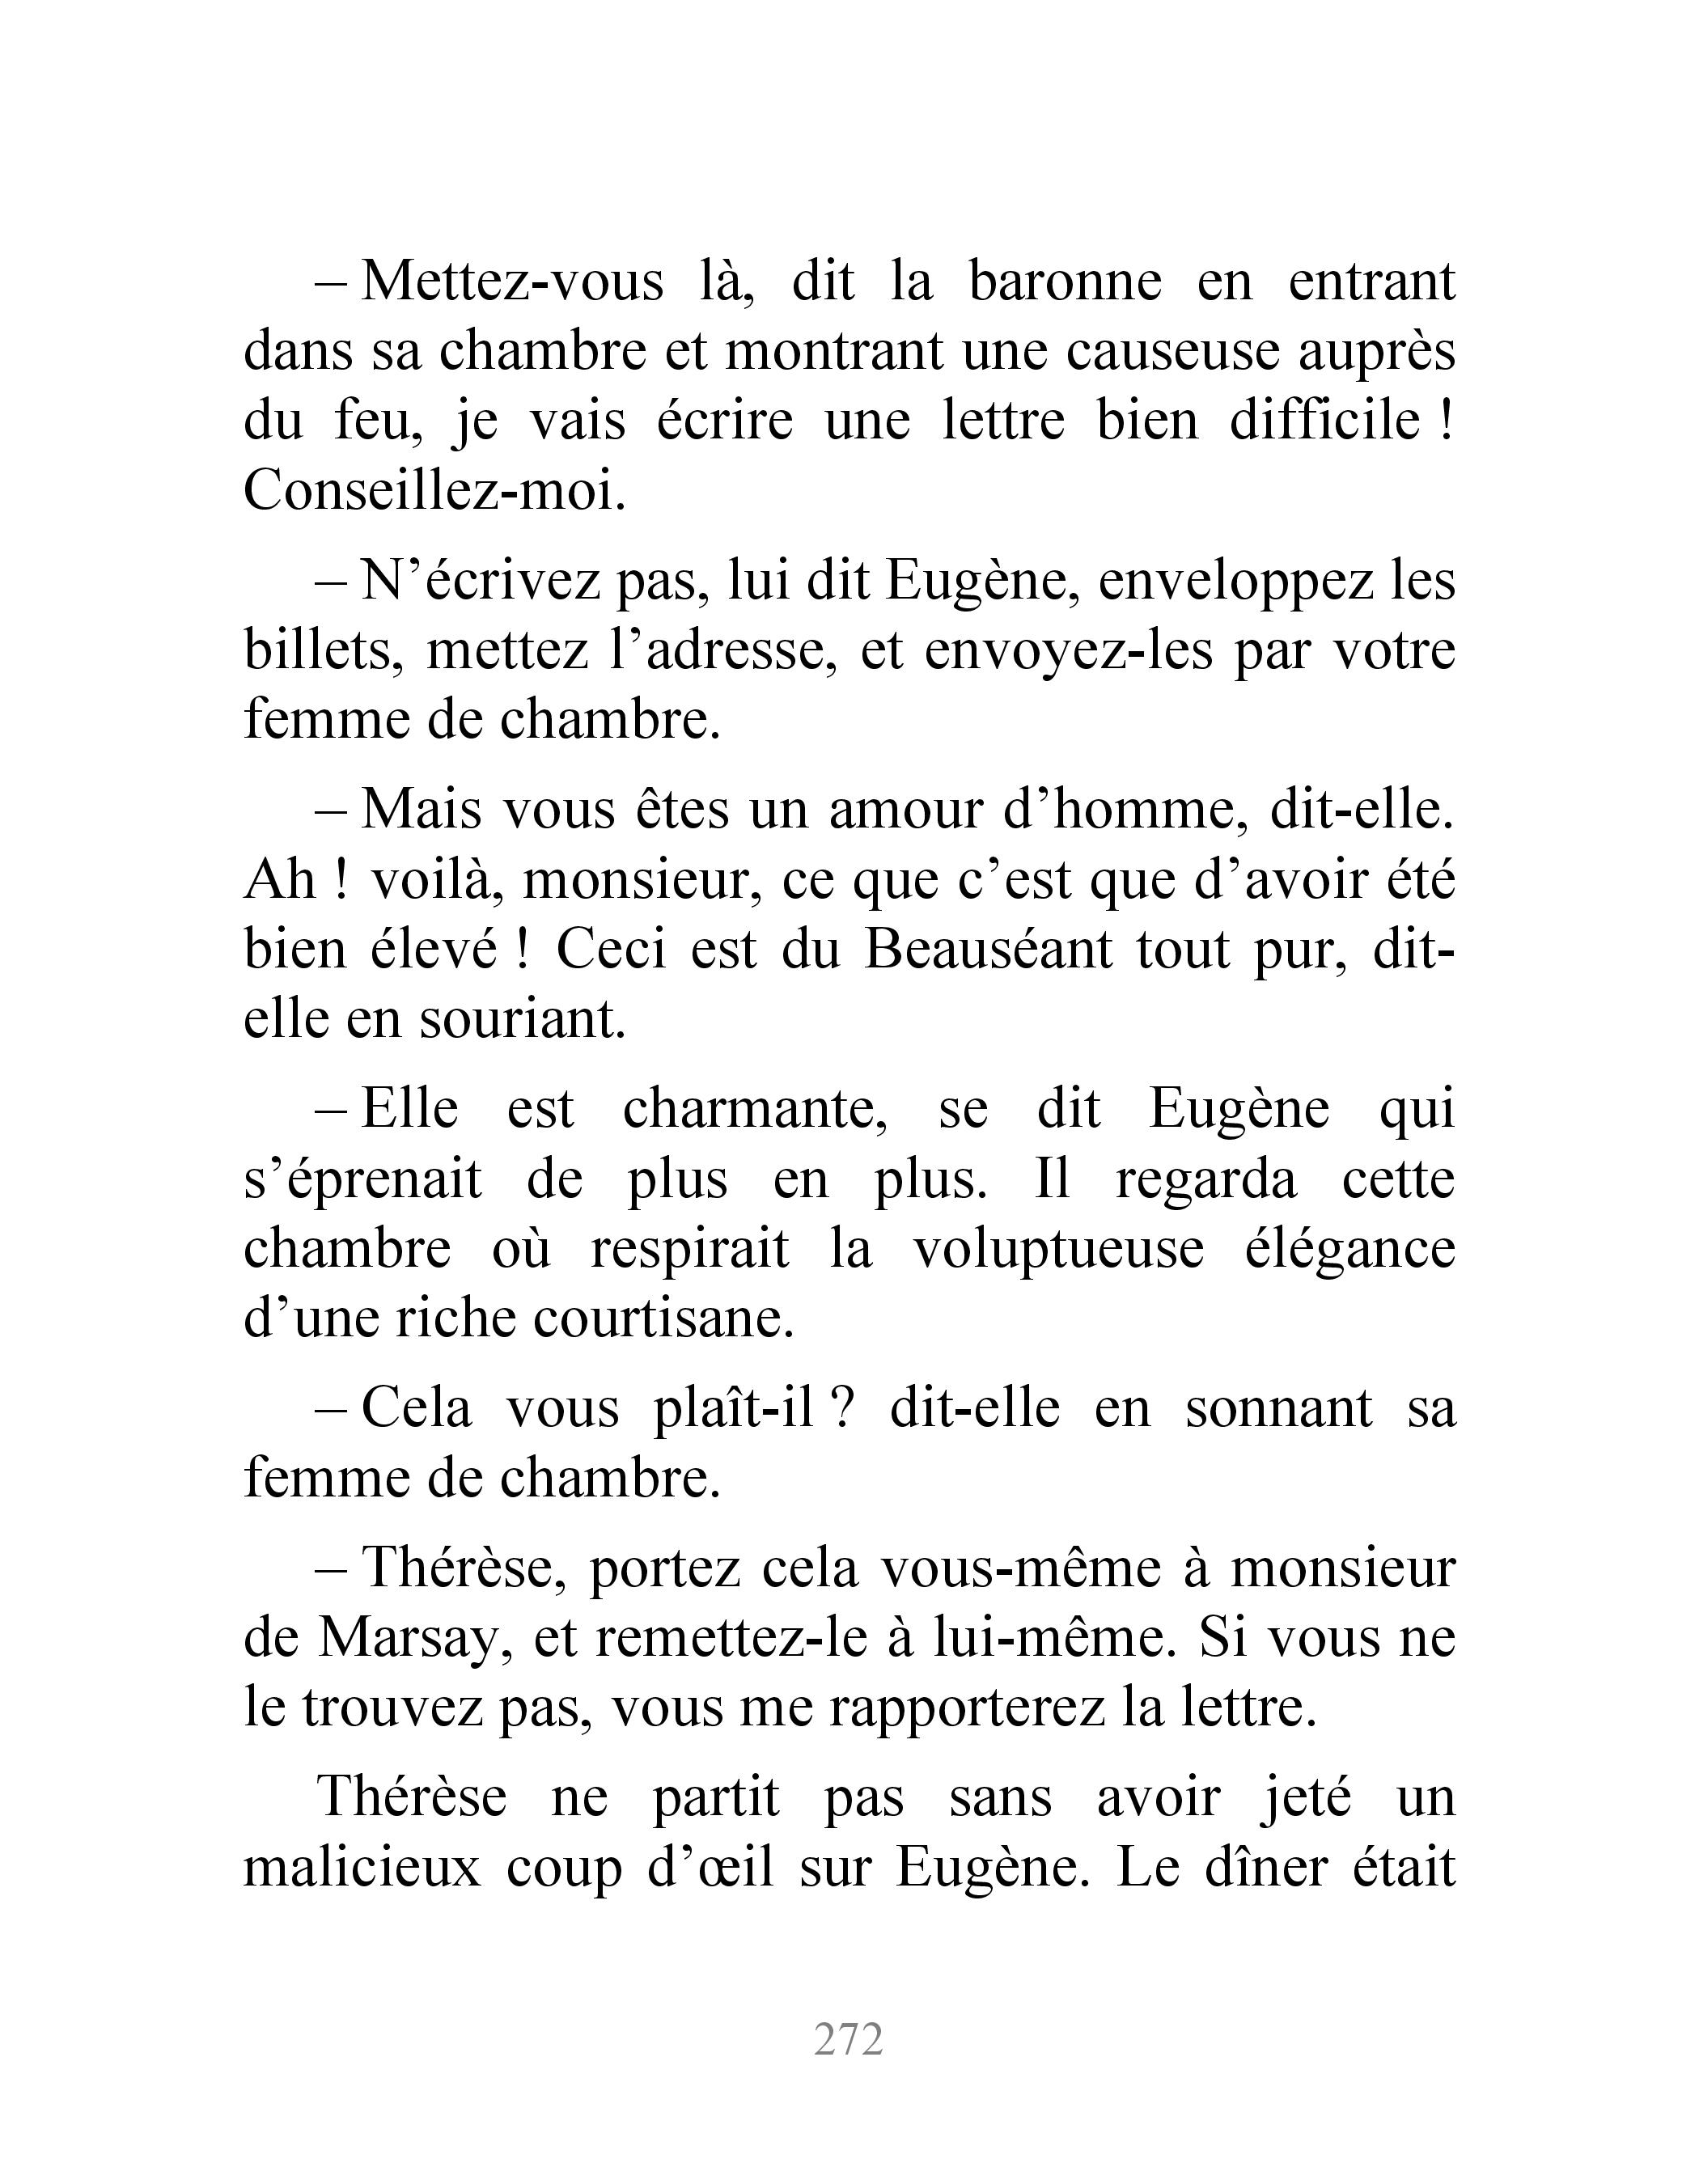 – Mettez-vous là, dit la baronne en entrant
dans sa chambre et montrant une causeuse auprès
du feu, je vais écrire une lettre bien difficile !
Conseillez-moi.
– N’écrivez pas, lui dit Eugène, enveloppez les
billets, mettez l’adresse, et envoyez-les par votre
femme de chambre.
– Mais vous êtes un amour d’homme, dit-elle.
Ah ! voilà, monsieur, ce que c’est que d’avoir été
bien élevé ! Ceci est du Beauséant tout pur, dit-
elle en souriant.
– Elle est charmante, se dit Eugène qui
s’éprenait de plus en plus. Il regarda cette
chambre où respirait la voluptueuse élégance
d’une riche courtisane.
– Cela vous plaît-il ? dit-elle en sonnant sa
femme de chambre.
– Thérèse, portez cela vous-même à monsieur
de Marsay, et remettez-le à lui-même. Si vous ne
le trouvez pas, vous me rapporterez la lettre.
Thérèse ne partit pas sans avoir jeté un
malicieux coup d’œil sur Eugène. Le dîner était
272